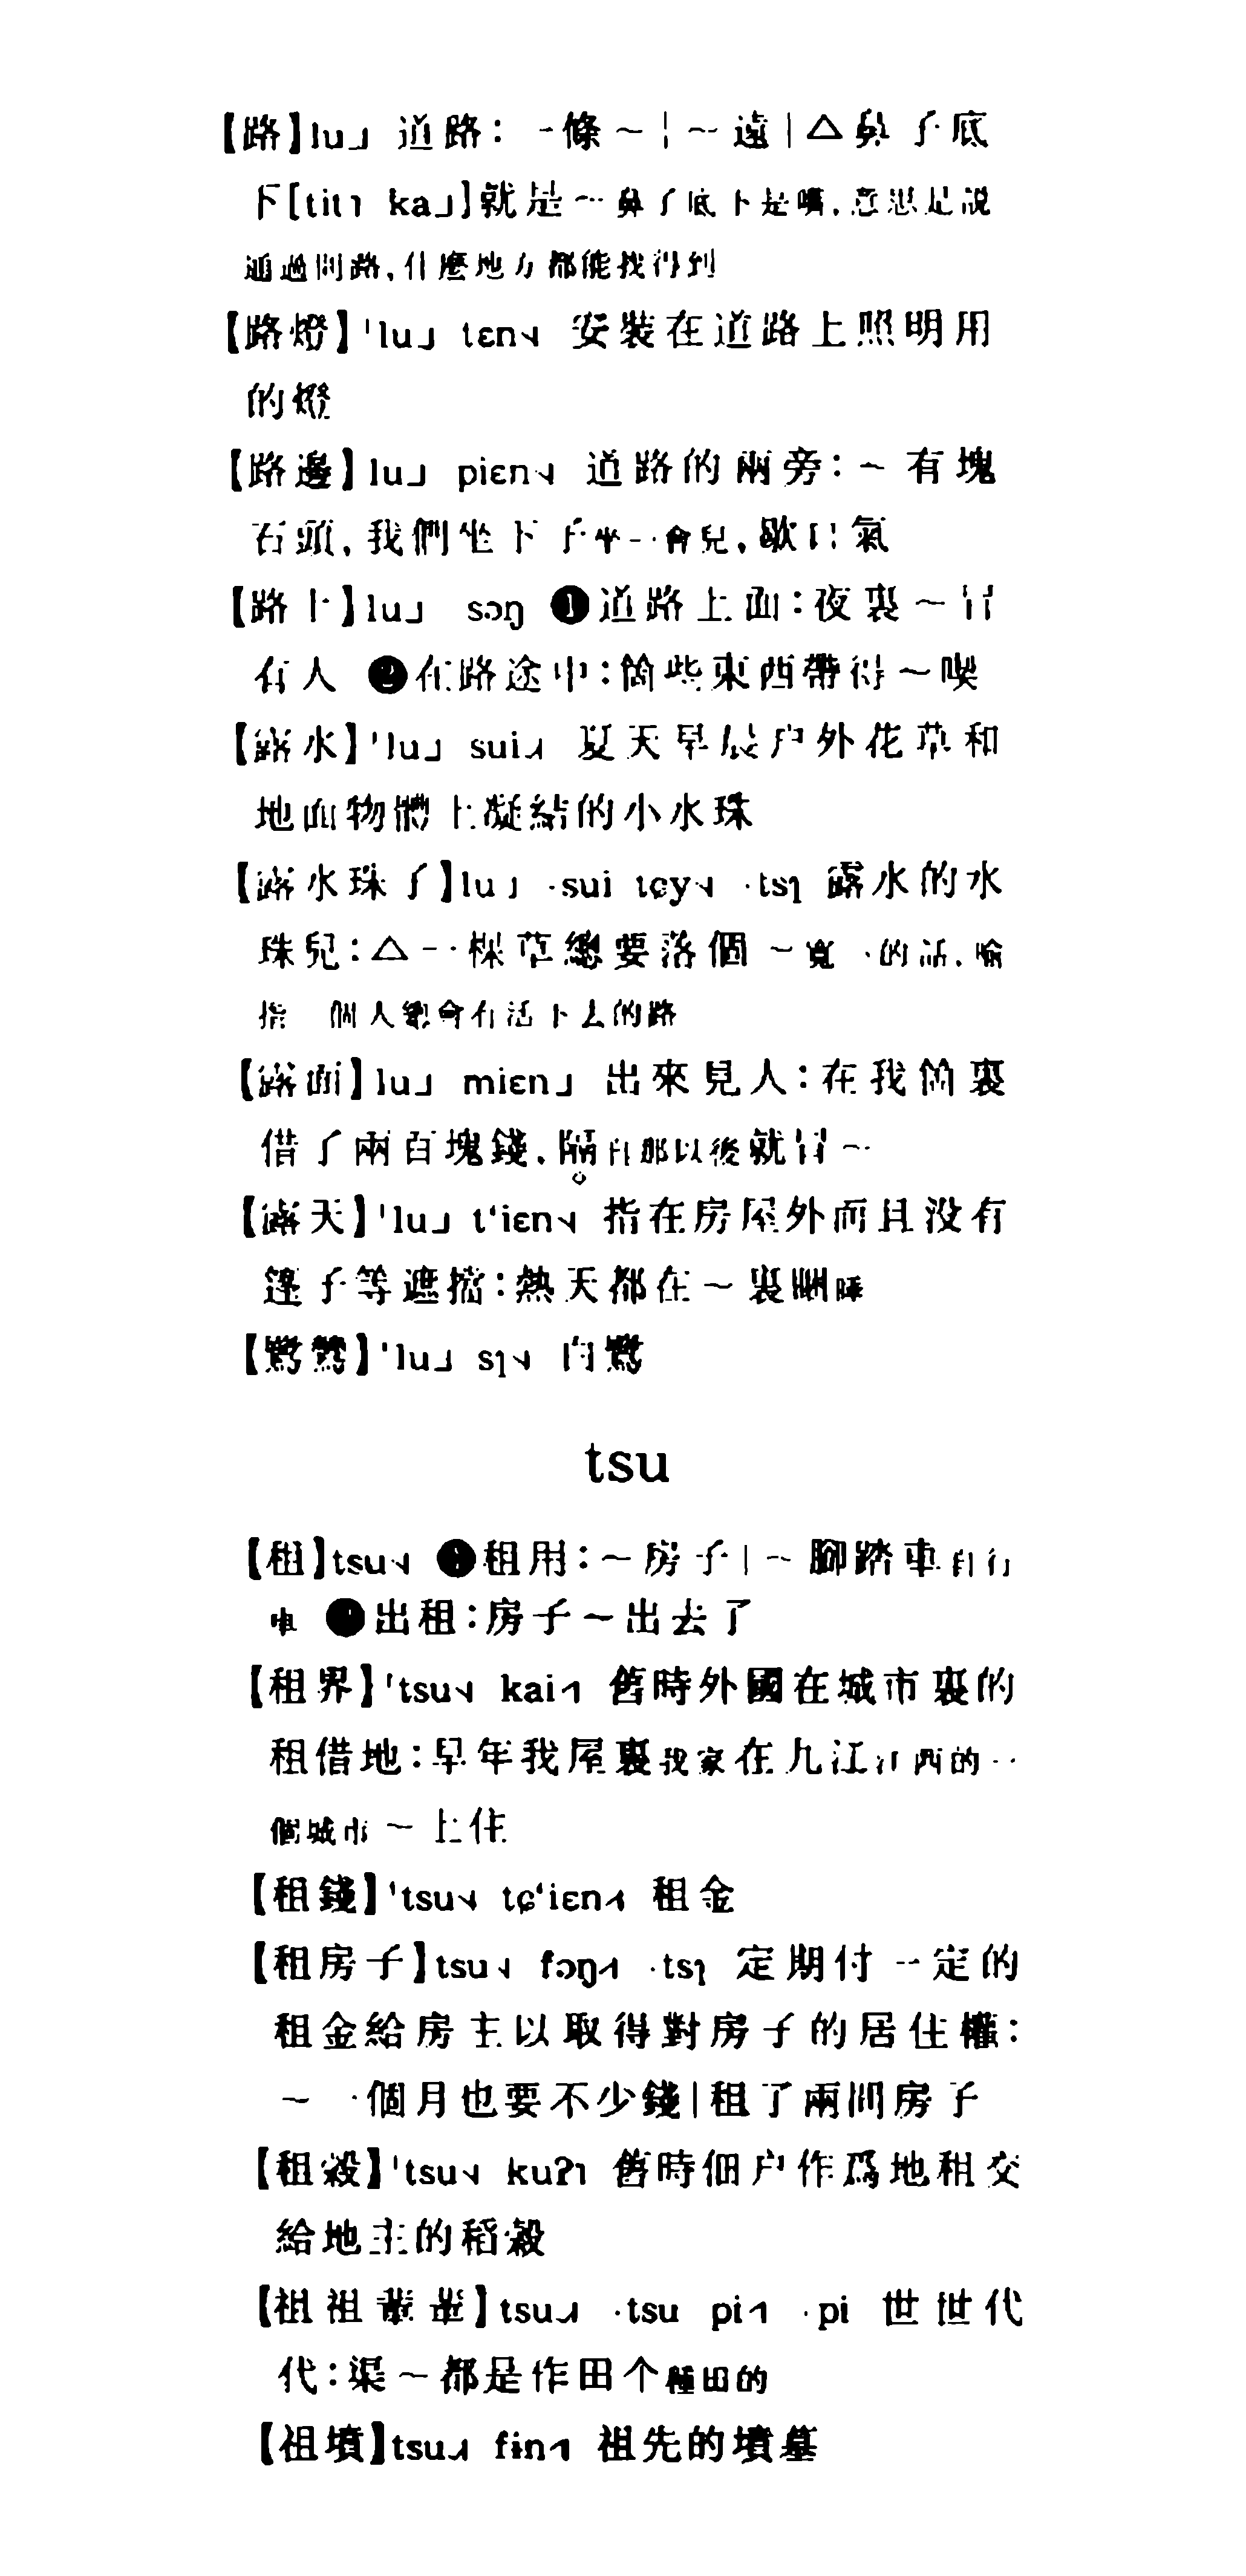 【路】lu」 道路：一條～｜～遠｜△鼻子底
下[tit˥ ka」]就是～鼻子底下是嘴，意思是説
通過問路，什麽地方都能找得到
【路燈】ˈlu」 tɛn˧˩ 安裝在道路上照明用
的燈
【路邊】lu」 piɛn˧˩ 道路的兩旁：～有塊
石頭，我們坐下子坐一會兒，歇口氣
【路上】lu」 sɔŋ ❶道路上面：夜裏～冇
有人 ❷在路途中：箇些東西帶得～喫
【露水】ˈlu」 sui˨˦ 夏天早晨户外花草和
地面物體上凝結的小水珠
【露水珠子】lu」 ·sui tɕy˧˩ ·tsɿ 露水的水
珠兒：△一棵草總要落個～寬心的話，喻
指一個人總會有活下去的路
【露面】lu」 miɛn」 出來見人：在我箇裏
借了兩百塊錢，隔自那以後就冇～
【露天】ˈlu」 tʻiɛn˧˩ 指在房屋外而且没有
篷子等遮擋：熱天都在～裏睏睡
【鷺鷥】ˈlu」 sɿ˧˩ 白鷺
tsu
【租】tsu˧˩ ❶租用：～房子｜～腳踏車自行
車 ❷出租：房子～出去了
【租界】ˈtsu˧˩ kai˧˥ 舊時外國在城市裏的
租借地：早年我屋裏我家在九江江西的一
個城市～上住
【租錢】ˈtsu˧˩ tɕʻiɛn˨˦ 租金
【租房子】tsu˧˩ fɔŋ˨˦ ·tsɿ 定期付一定的
租金給房主以取得對房子的居住權：
～一個月也要不少錢｜租了兩間房子
【租穀】ˈtsu˧˩ kuʔ˥ 舊時佃户作爲地租交
給地主的稻穀
【祖祖輩輩】tsu˨˦ ·tsu pi˧˥ ·pi 世世代
代：渠～都是作田个種田的
【祖墳】tsu˨˦ fɨn˧˥ 祖先的墳墓